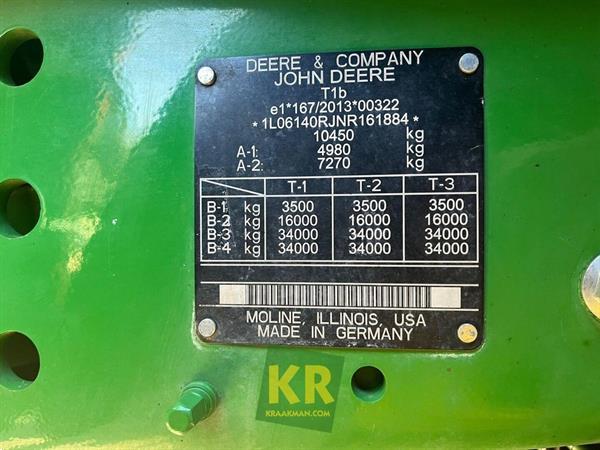 DEERE & COMPANY
JOHN DEERE
T1b
e1*167/2013*00322
*1L06140RJNR161884*
10450 kg
A-1: 4980 kg
A-2: 7270 kg
T-1 T-2 T-3
B-1 kg 3500 3500 3500
B-2 kg 16000 16000 16000
B-3 kg 34000 34000 34000
B-4 kg 34000 34000 34000
MOLINE, ILLINOIS, USA
MADE IN GERMANY
KR
KRAAKMAN.COM